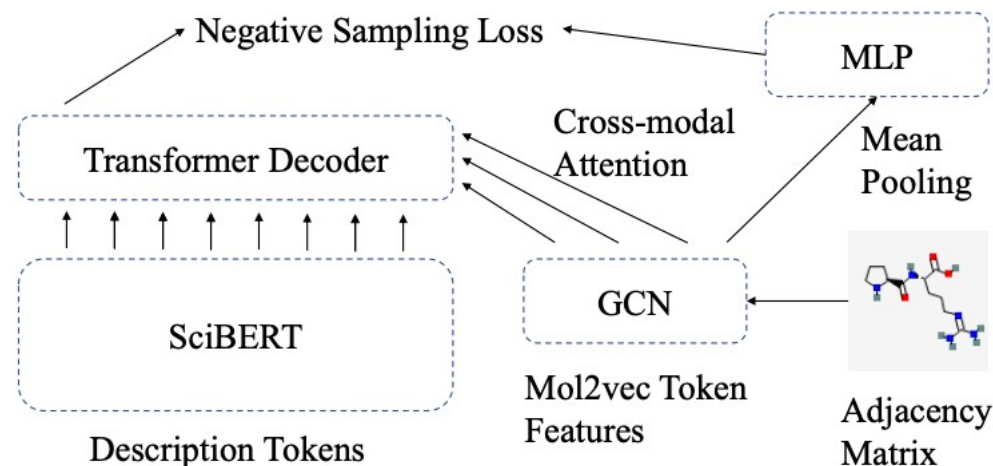 Negative Sampling Loss
MLP
Cross-modal
Attention
Mean
Pooling
Transformer Decoder
SciBERT
GCN
Mol2vec Token
Features
Adjacency
Matrix
Description Tokens